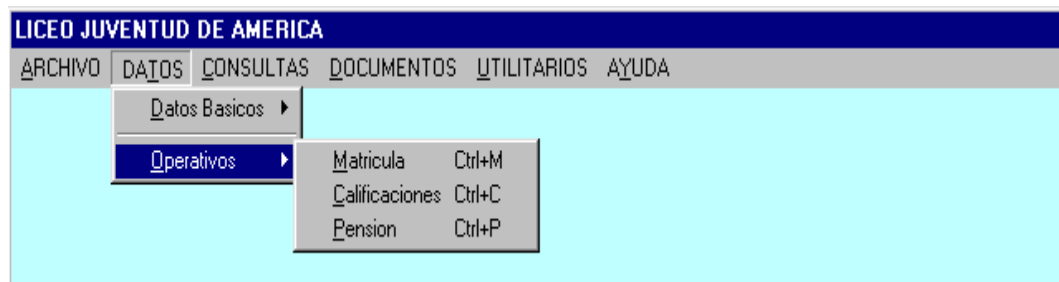 LICEO JUVENTUD DE AMERICA
ARCHIVO DATOS CONSULTAS DOCUMENTOS UTILITARIOS AYUDA
Datos Basicos
Operativos
Matricula Ctrl+M
Calificaciones Ctrl+C
Pension Ctrl+P